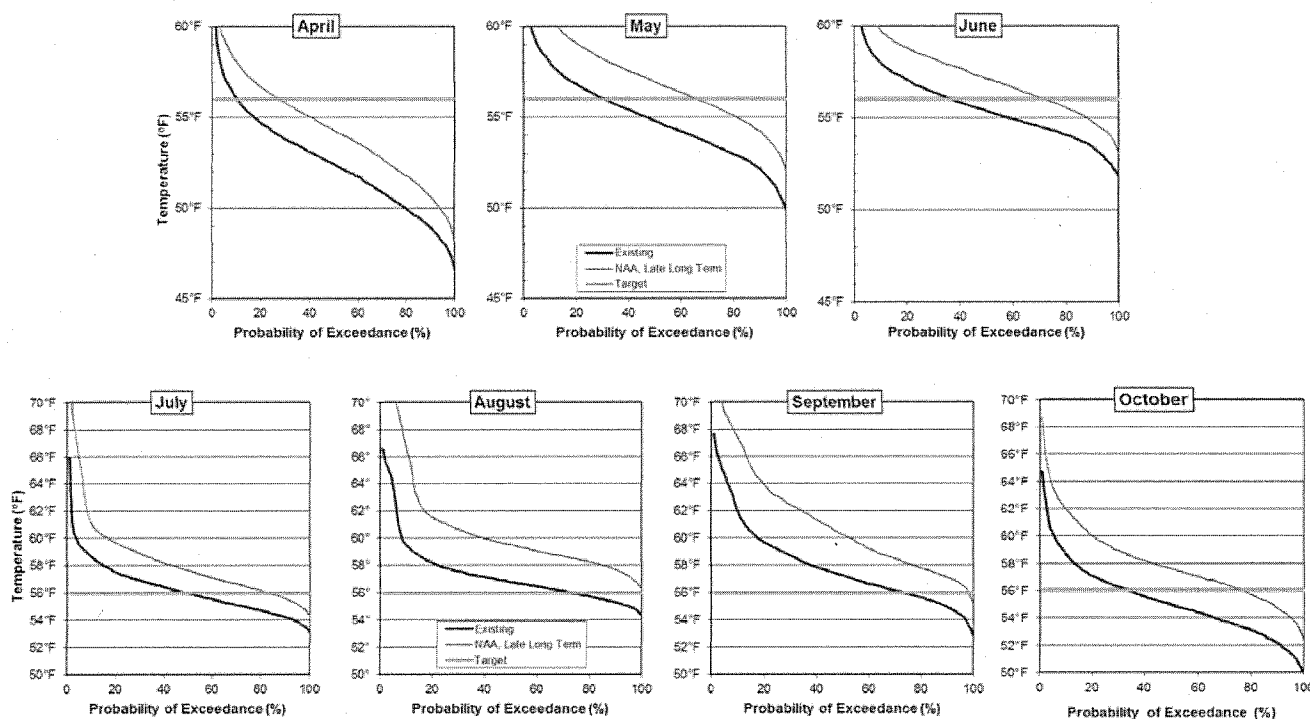 April
60°F
55°F
50°F
45°F
Temperature (°F)
0 20 40 60 80 100
Probability of Exceedance (%)
May
60°F
55°F
50°F
45°F
Existing
NAA, Late Long Term
Target
0 20 40 60 80 100
Probability of Exceedance (%)
June
60°F
55°F
50°F
45°F
0 20 40 60 80 100
Probability of Exceedance (%)
July
70°F
68°F
66°F
64°F
62°F
60°F
58°F
56°F
54°F
52°F
50°F
Temperature (°F)
0 20 40 60 80 100
Probability of Exceedance (%)
August
70°
68°
66°
64°
62°
60°
58°
56°
54°
52°
50°
Existing
NAA, Late Long Term
Target
0 20 40 60 80 100
Probability of Exceedance (%)
September
70°F
68°F
66°F
64°F
62°F
60°F
58°F
56°F
54°F
52°F
50°F
0 20 40 60 80 100
Probability of Exceedance (%)
October
70°F
68°F
66°F
64°F
62°F
60°F
58°F
56°F
54°F
52°F
50°F
0 20 40 60 80 100
Probability of Exceedance (%)